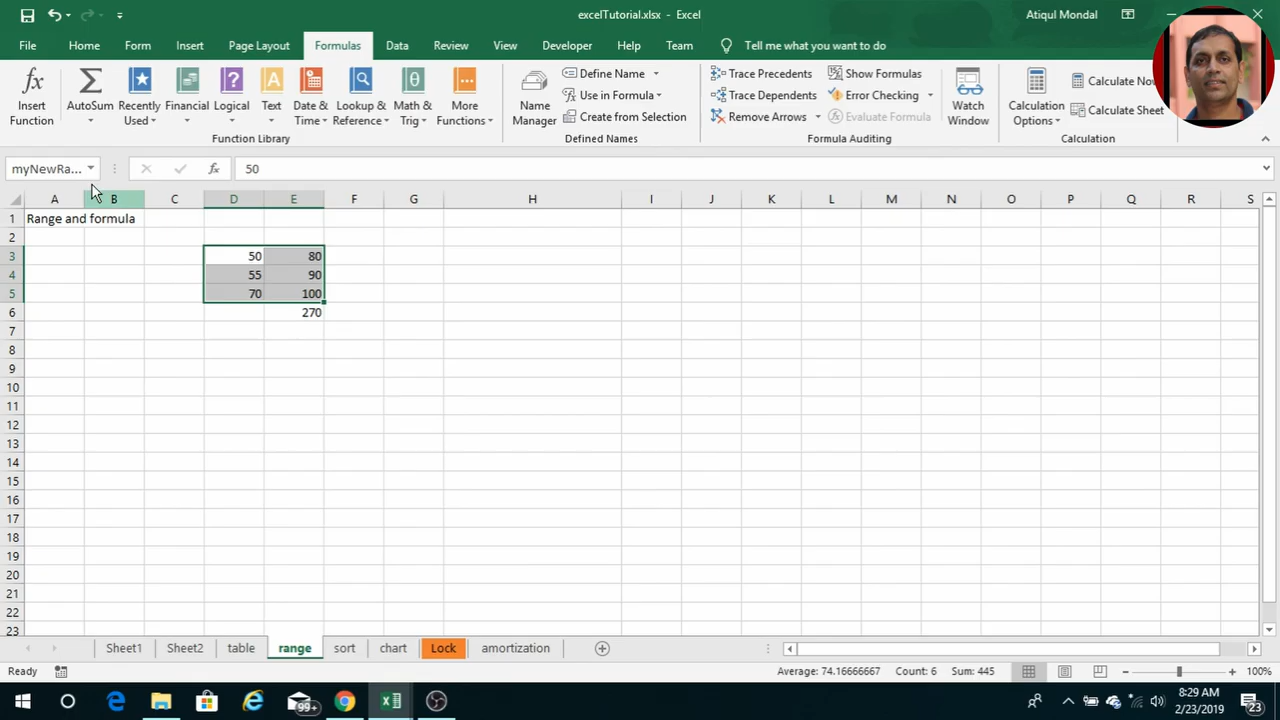 excelTutorial.xlsx - Excel
Atiqul Mondal
File Home Form Insert Page Layout Formulas Data Review View Developer Help Team Tell me what you want to do
Insert Function
AutoSum
Recently Used
Financial
Logical
Text
Date & Time
Lookup & Reference
Math & Trig
More Functions
Function Library
Name Manager
Define Name
Use in Formula
Create from Selection
Defined Names
Trace Precedents
Trace Dependents
Remove Arrows
Show Formulas
Error Checking
Evaluate Formula
Watch Window
Formula Auditing
Calculation Options
Calculate Now
Calculate Sheet
Calculation
myNewRa... fx 50
A B C D E F G H I J K L M N O P Q R S
1 Range and formula
2
3 50 80
4 55 90
5 70 100
6 270
7
8
9
10
11
12
13
14
15
16
17
18
19
20
21
22
23
Sheet1 Sheet2 table range sort chart Lock amortization
Ready Average: 74.16666667 Count: 6 Sum: 445 100%
99+
8:29 AM
2/23/2019
23